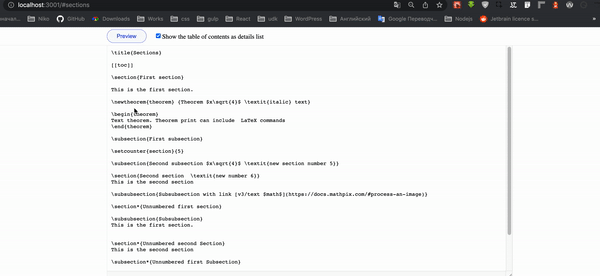 localhost:3001/#sections
Niko GitHub Downloads Works css gulp React udk WordPress Английский Google Переводч... Nodejs Jetbrain licence s...
Preview Show the table of contents as details list
\title{Sections}
[[toc]]
\section{First section}
This is the first section.
\newtheorem{theorem} {Theorem $x\sqrt{4}$ \textit{italic} text}
\begin{theorem}
Text theorem. Theorem print can include LaTeX commands
\end{theorem}
\subsection{First subsection}
\setcounter{section}{5}
\subsection{Second subsection $x\sqrt{4}$ \textit{new section number 5}}
\section{Second section \textit{new number 6}}
This is the second section
\subsubsection{Subsection with link [v3/text $math$](https://docs.mathpix.com/#process-an-image)}
\section*{Unnumbered first section}
\subsubsection{Subsubsection}
This is the first section.
\section*{Unnumbered second Section}
This is the second section
\subsection*{Unnumbered first Subsection}